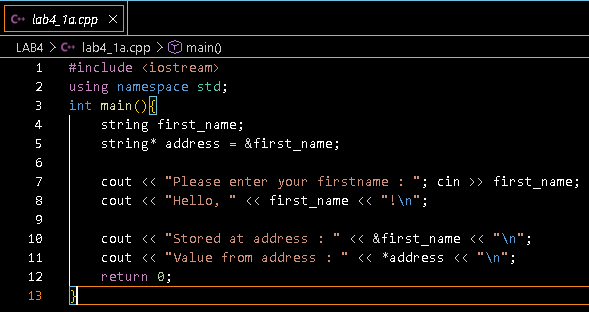 C++ lab4_1a.cpp ×
LAB4 > C++ lab4_1a.cpp > main()
1 #include <iostream>
2 using namespace std;
3 int main(){
4 string first_name;
5 string* address = &first_name;
6
7 cout << "Please enter your firstname : "; cin >> first_name;
8 cout << "Hello, " << first_name << "!\n";
9
10 cout << "Stored at address : " << &first_name << "\n";
11 cout << "Value from address : " << *address << "\n";
12 return 0;
13 }